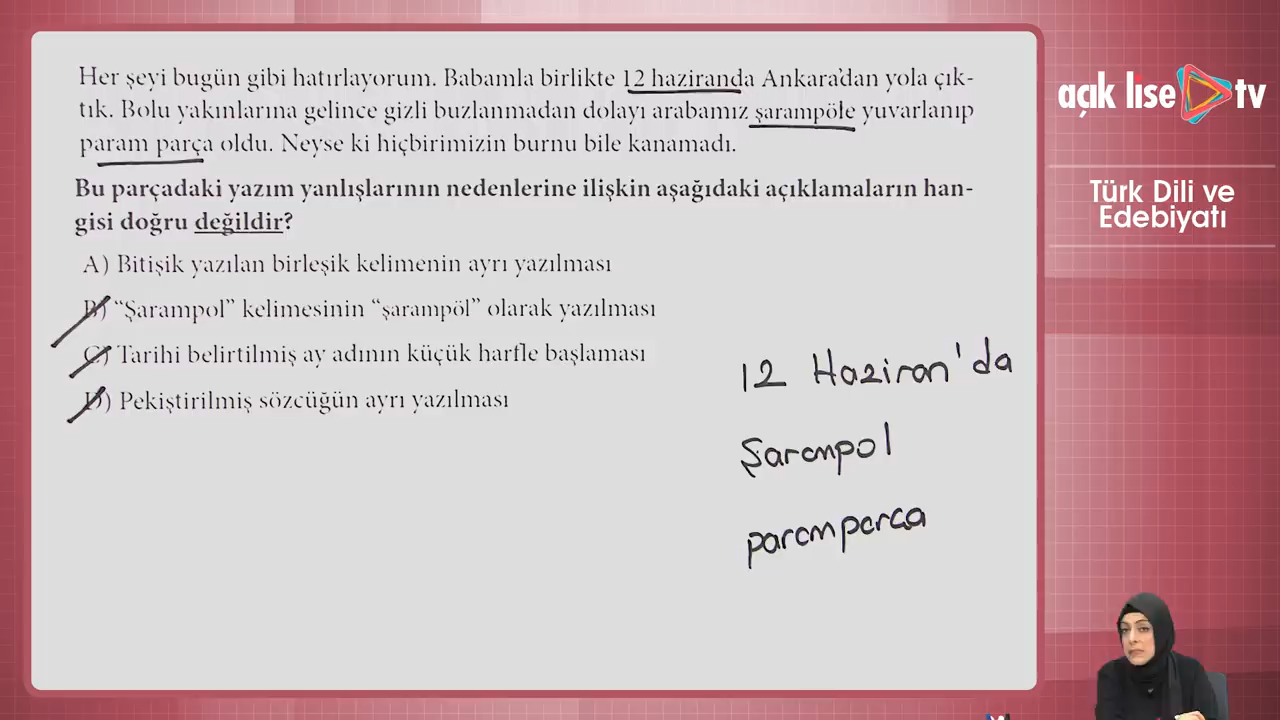 Her şeyi bugün gibi hatırlayorum. Babamla birlikte 12 haziranda Ankara'dan yola çık-
tık. Bolu yakınlarına gelince gizli buzlanmadan dolayı arabamız şarampöle yuvarlanıp
param parça oldu. Neyse ki hiçbirimizin burnu bile kanamadı.
Bu parçadaki yazım yanlışlarının nedenlerine ilişkin aşağıdaki açıklamaların han-
gisi doğru değildir?
A) Bitişik yazılan birleşik kelimenin ayrı yazılması
B) “Şarampol” kelimesinin “şarampöl” olarak yazılması
C) Tarihi belirtilmiş ay adının küçük harfle başlaması
D) Pekiştirilmiş sözcüğün ayrı yazılması
12 Haziran'da
Şarampol
paramparça
açık lise tv
Türk Dili ve
Edebiyatı